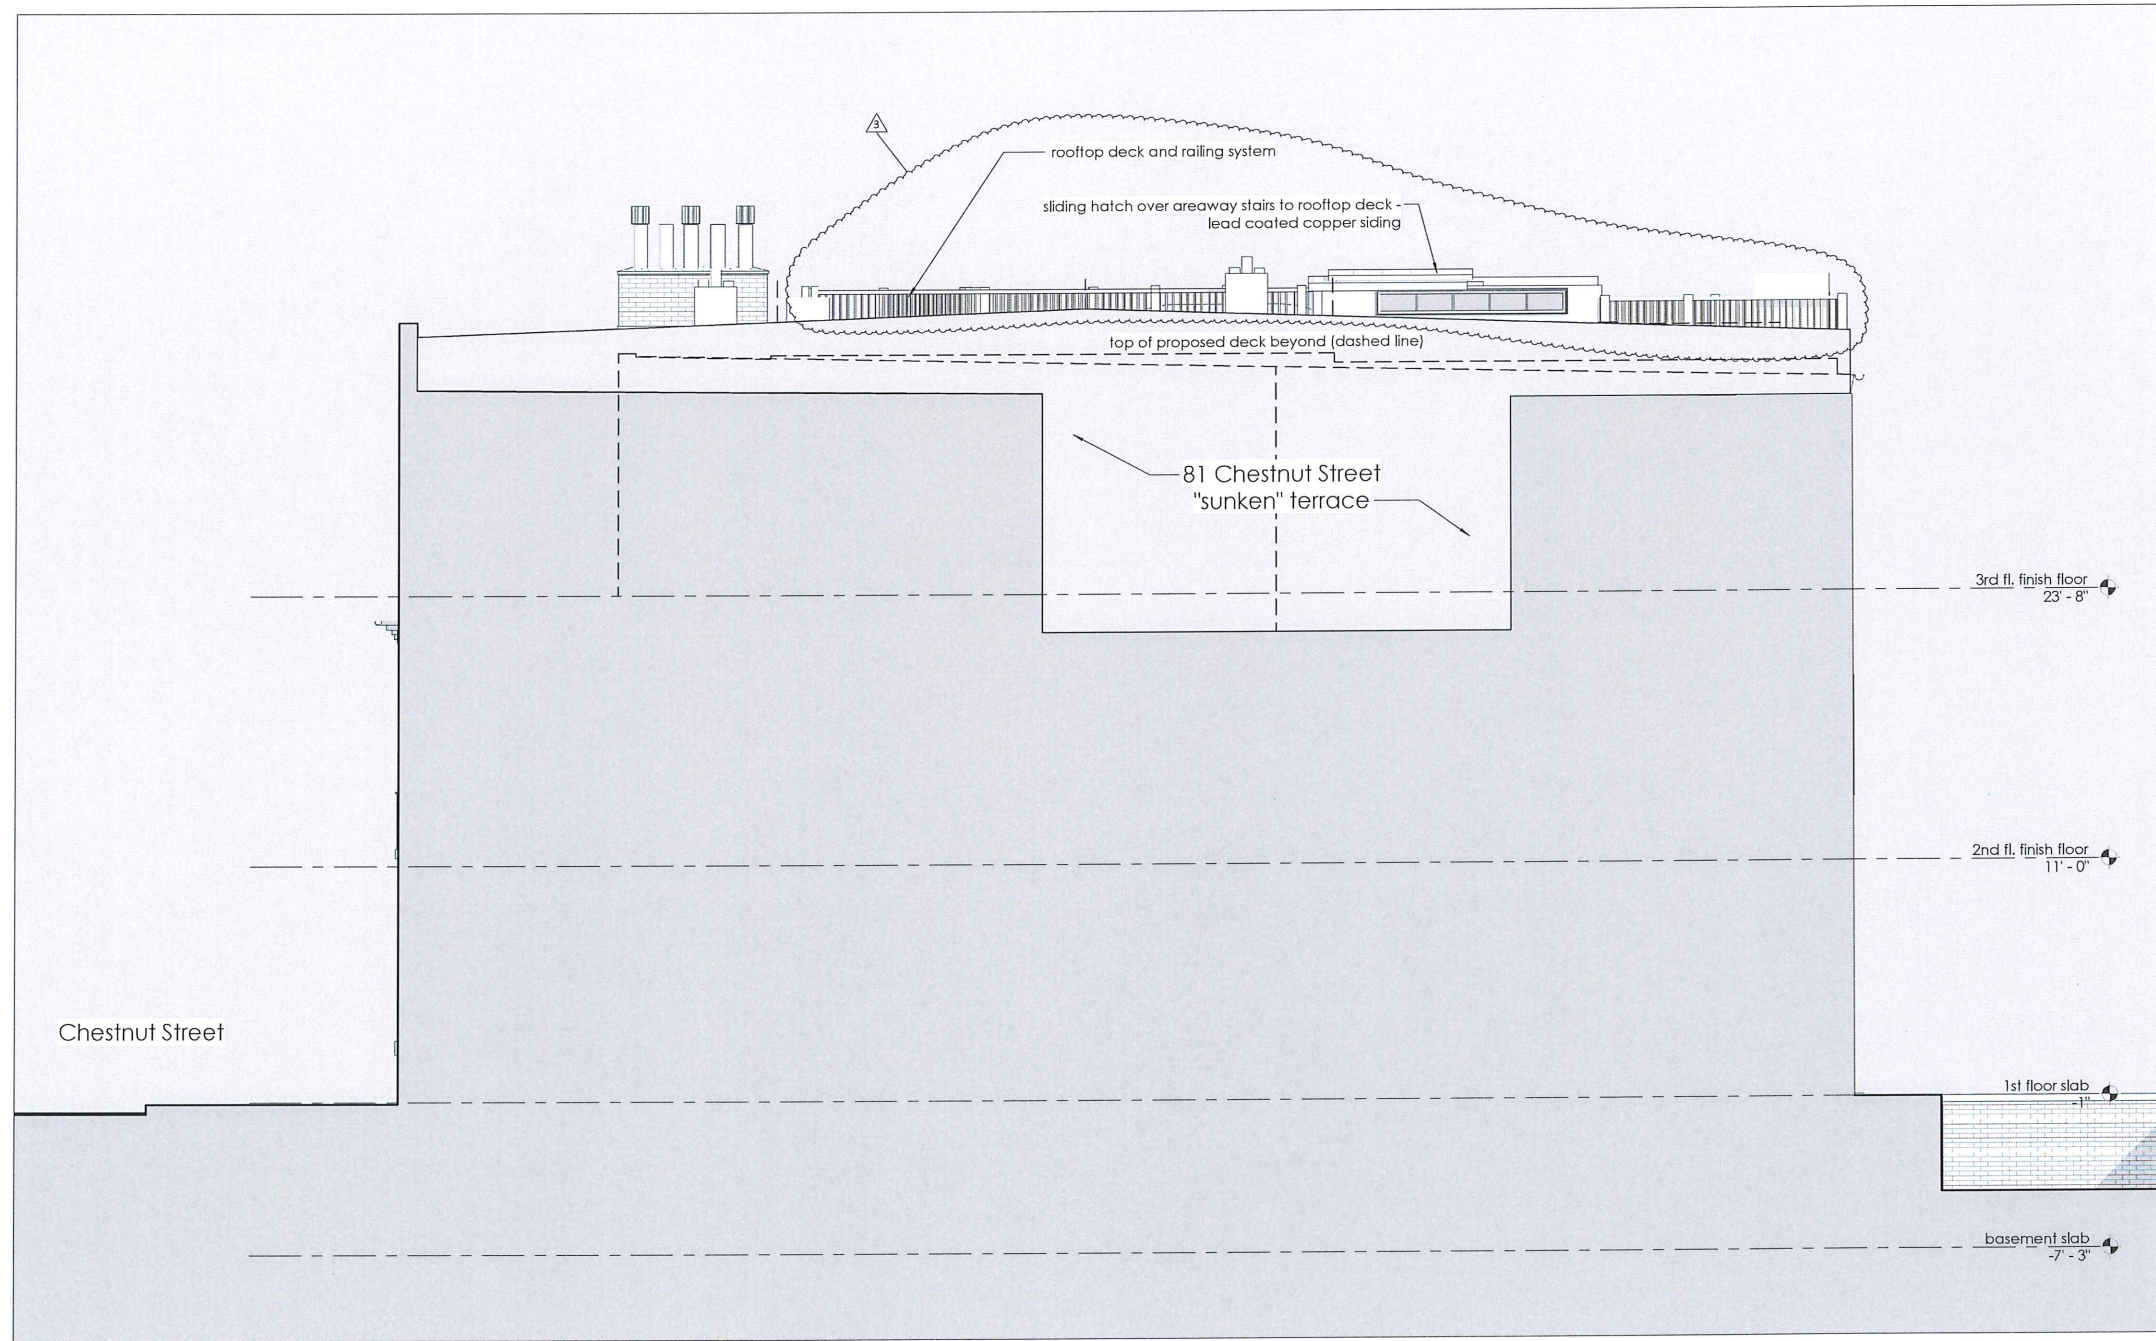 3
rooftop deck and railing system
sliding hatch over areaway stairs to rooftop deck -
lead coated copper siding
top of proposed deck beyond (dashed line)
81 Chestnut Street
"sunken" terrace
3rd fl. finish floor
23' - 8"
2nd fl. finish floor
11' - 0"
Chestnut Street
1st floor slab
-1"
basement slab
-7' - 3"